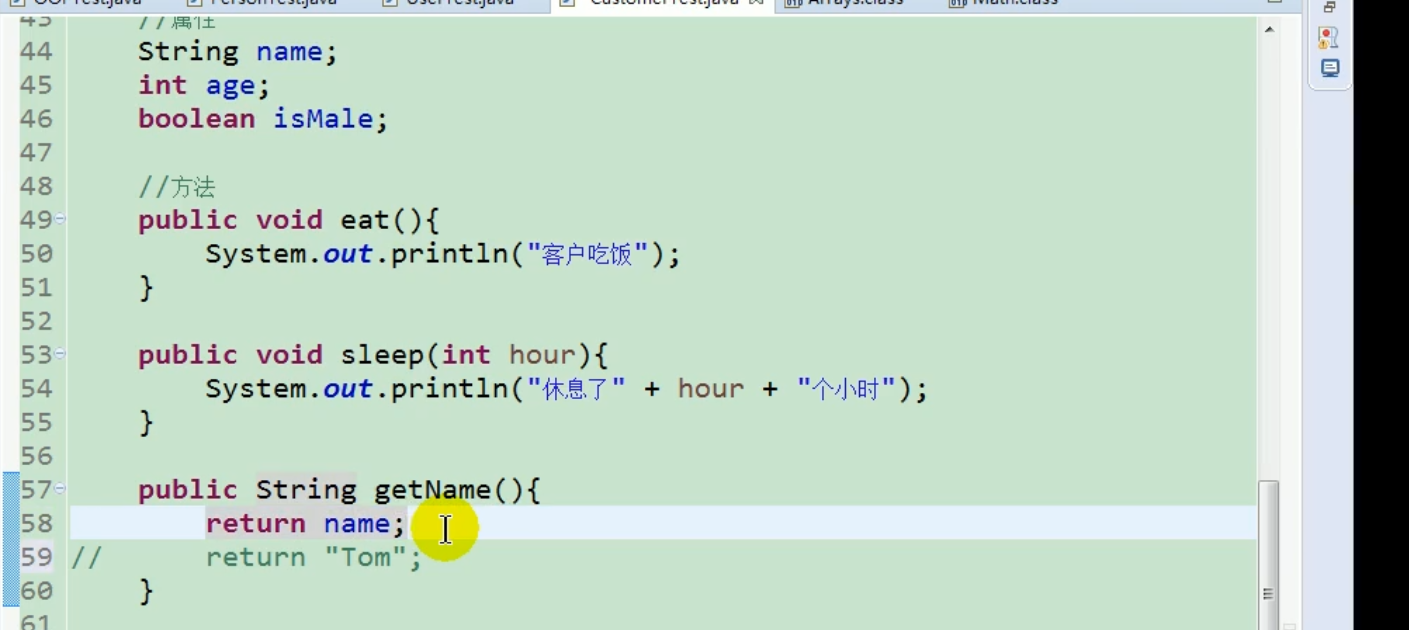 OOPTest.java PersonTest.java UserTest.java CustomerTest.java Arrays.class Math.class
43 //属性
44 String name;
45 int age;
46 boolean isMale;
47
48 //方法
49 public void eat(){
50 System.out.println("客户吃饭");
51 }
52
53 public void sleep(int hour){
54 System.out.println("休息了" + hour + "个小时");
55 }
56
57 public String getName(){
58 return name;
59 // return "Tom";
60 }
61